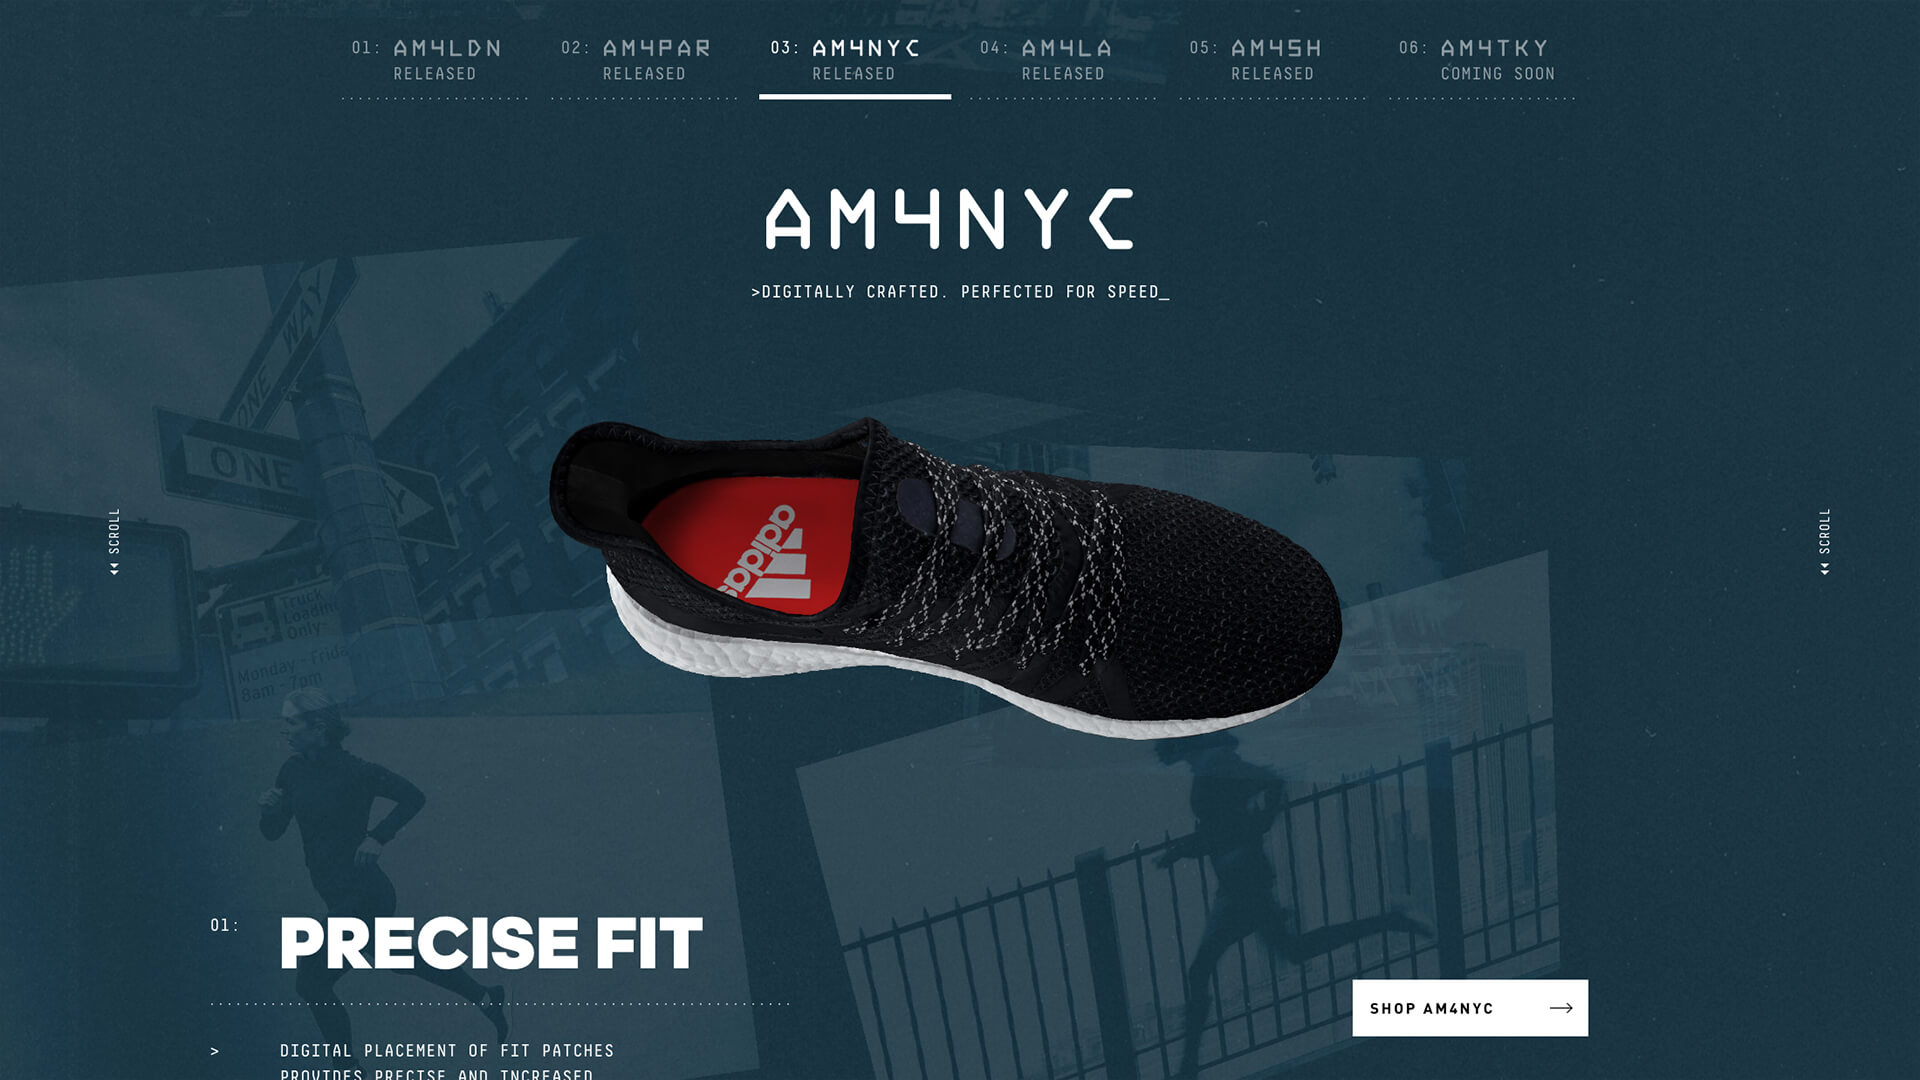 01: AM4LDN
RELEASED
02: AM4PAR
RELEASED
03: AM4NYC
RELEASED
04: AM4LA
RELEASED
05: AM4SH
RELEASED
06: AM4TKY
COMING SOON
AM4NYC
>DIGITALLY CRAFTED. PERFECTED FOR SPEED_
ONE WAY
ONE WAY
Truck
Loading
Only
Monday - Friday
8am - 7pm
adidas
SCROLL
SCROLL
01: PRECISE FIT
> DIGITAL PLACEMENT OF FIT PATCHES
PROVIDES PRECISE AND INCREASED
SHOP AM4NYC